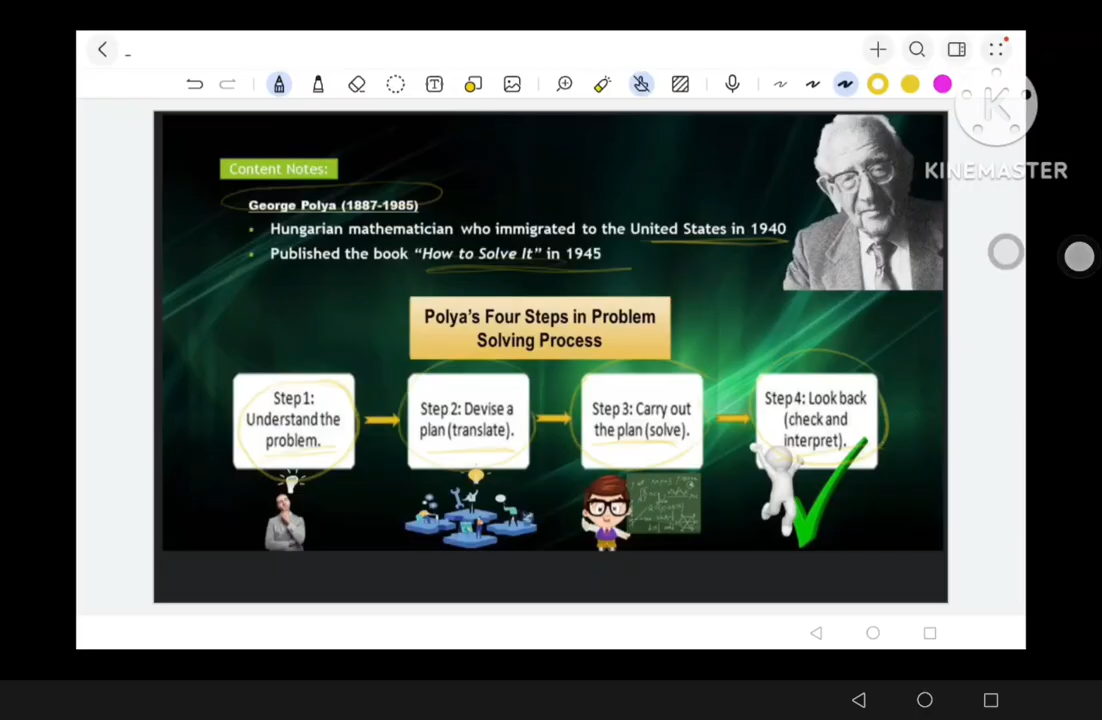 K
KINEMASTER
Content Notes:
George Polya (1887-1985)
Hungarian mathematician who immigrated to the United States in 1940
Published the book “How to Solve It” in 1945
Polya's Four Steps in Problem
Solving Process
Step 1:
Understand the
problem.
Step 2: Devise a
plan (translate).
Step 3: Carry out
the plan (solve).
Step 4: Look back
(check and
interpret).